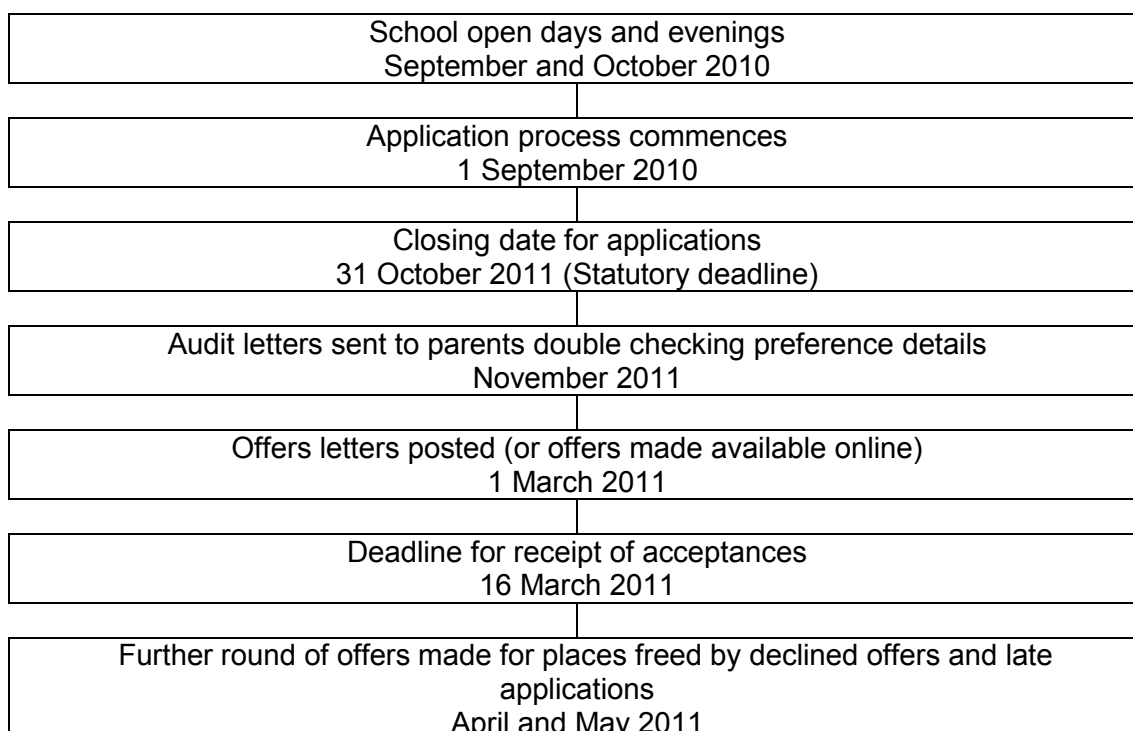 School open days and evenings
September and October 2010
Application process commences
1 September 2010
Closing date for applications
31 October 2011 (Statutory deadline)
Audit letters sent to parents double checking preference details
November 2011
Offers letters posted (or offers made available online)
1 March 2011
Deadline for receipt of acceptances
16 March 2011
Further round of offers made for places freed by declined offers and late
applications
April and May 2011